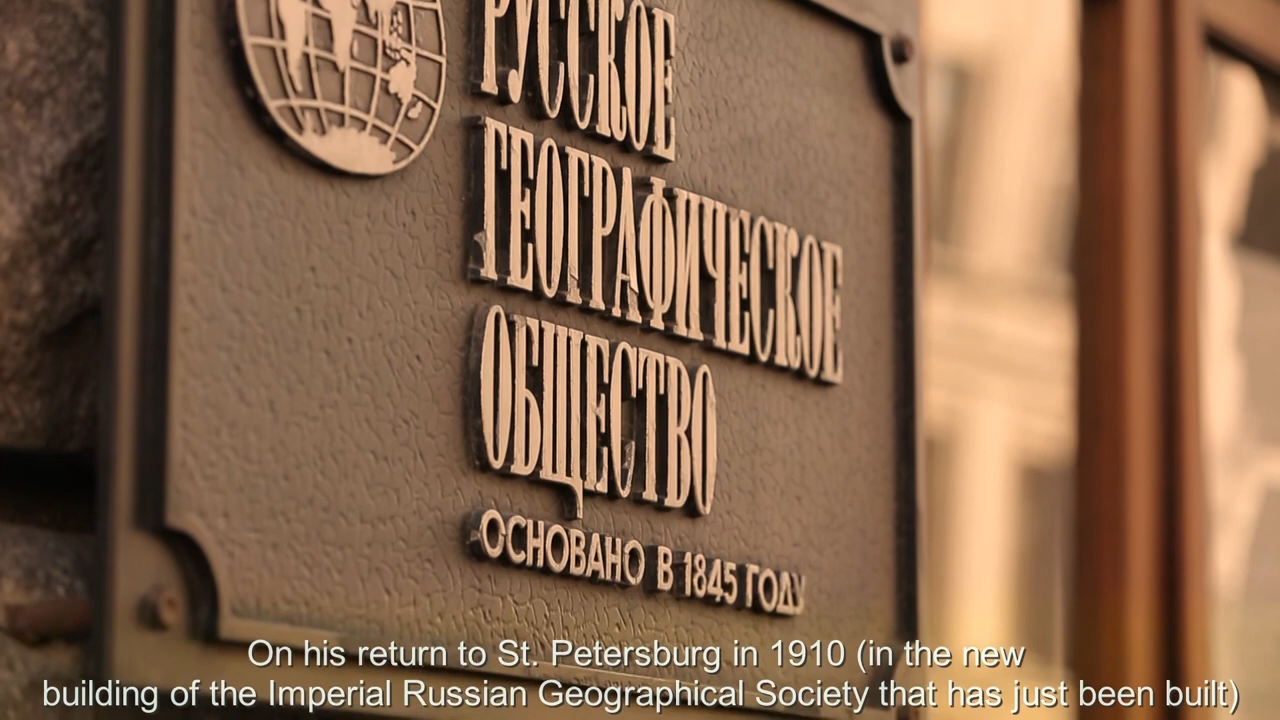 РУССКОЕ
ГЕОГРАФИЧЕСКОЕ
ОБЩЕСТВО
ОСНОВАНО В 1845 ГОДУ
On his return to St. Petersburg in 1910 (in the new
building of the Imperial Russian Geographical Society that has just been built)